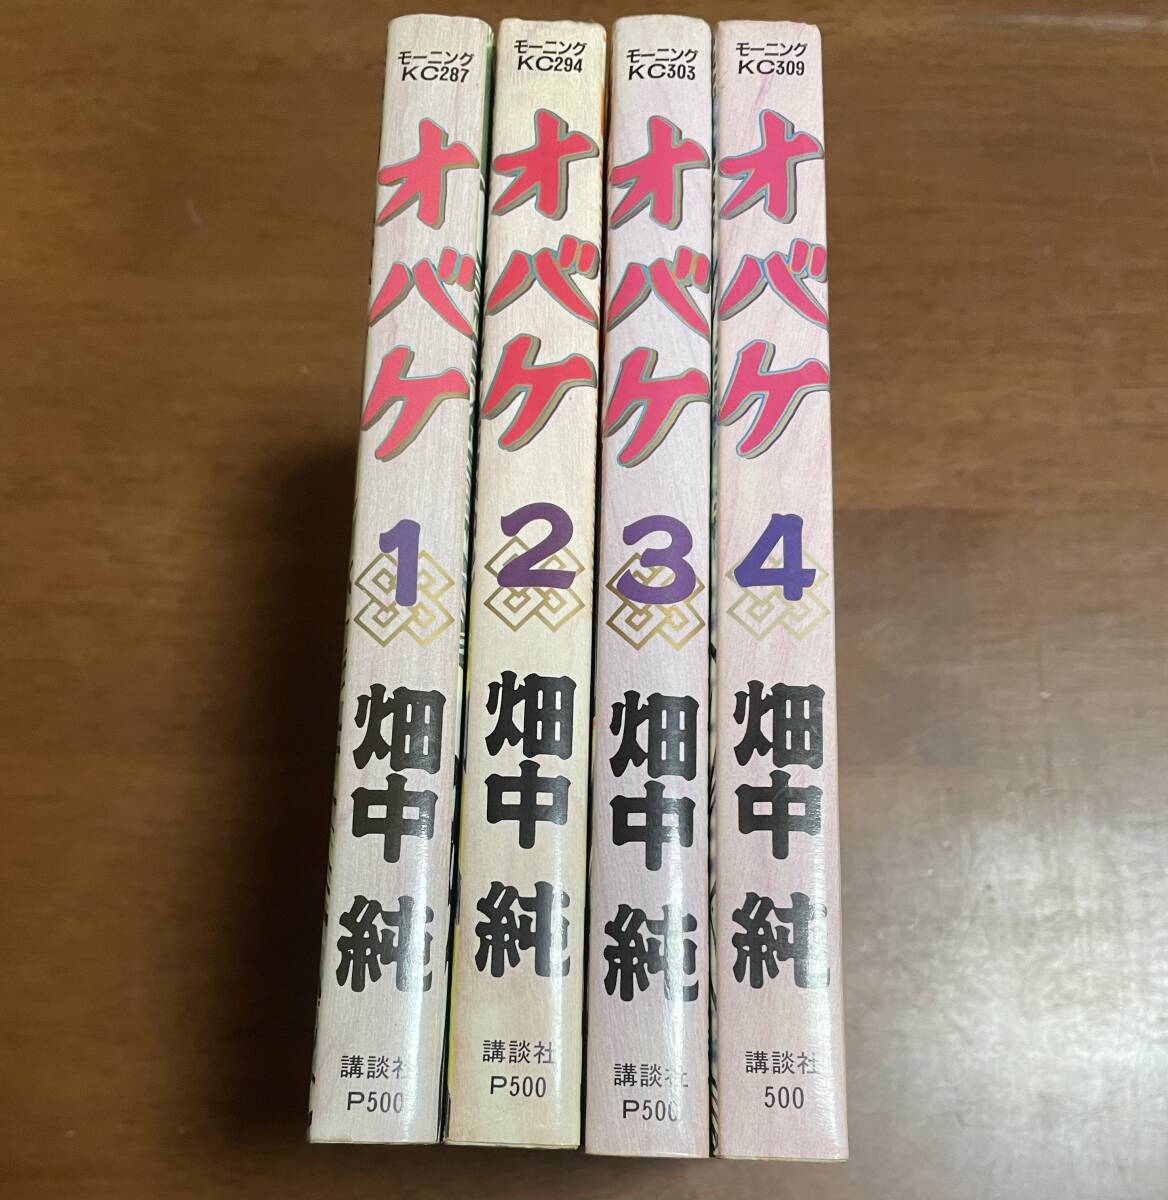 モーニング
KC287
オバケ
1
畑中純
講談社
P500
モーニング
KC294
オバケ
2
畑中純
講談社
P500
モーニング
KC303
オバケ
3
畑中純
講談社
P500
モーニング
KC309
オバケ
4
畑中純
講談社
500